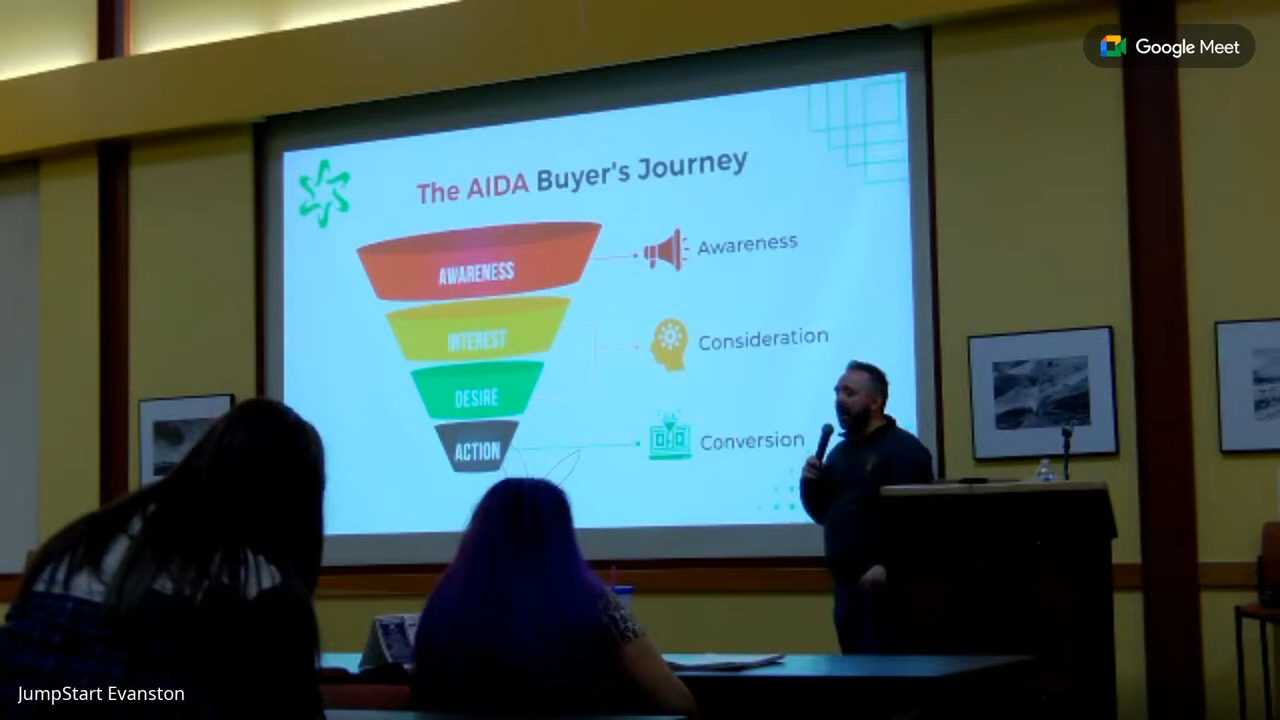 Google Meet
The AIDA Buyer's Journey
AWARENESS
Awareness
INTEREST
Consideration
DESIRE
ACTION
Conversion
JumpStart Evanston